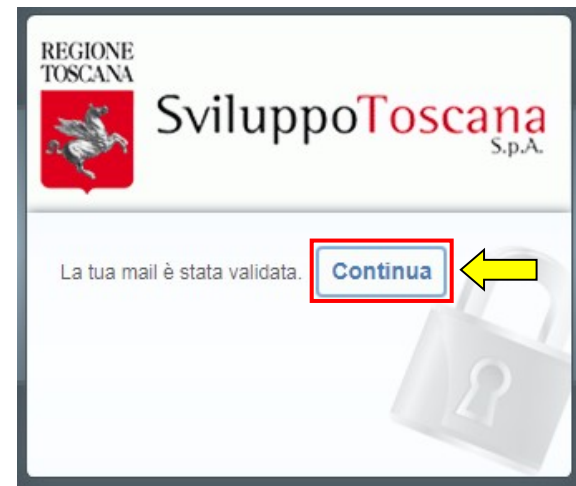 REGIONE
TOSCANA
SviluppoToscana
S.p.A.
La tua mail è stata validata. Continua